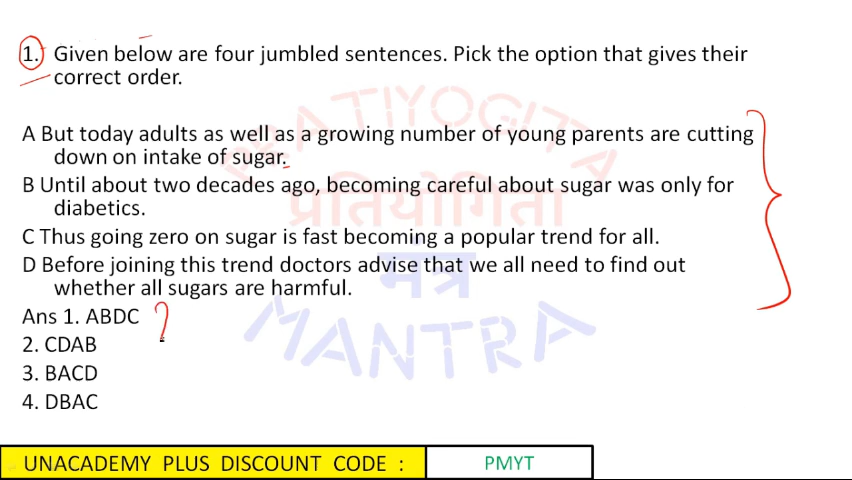 1. Given below are four jumbled sentences. Pick the option that gives their
correct order.
A But today adults as well as a growing number of young parents are cutting
down on intake of sugar.
B Until about two decades ago, becoming careful about sugar was only for
diabetics.
C Thus going zero on sugar is fast becoming a popular trend for all.
D Before joining this trend doctors advise that we all need to find out
whether all sugars are harmful.
Ans 1. ABDC ?
2. CDAB
3. BACD
4. DBAC
PRATIYOGITA
प्रतियोगिता
मंत्र
MANTRA
UNACADEMY PLUS DISCOUNT CODE : PMYT